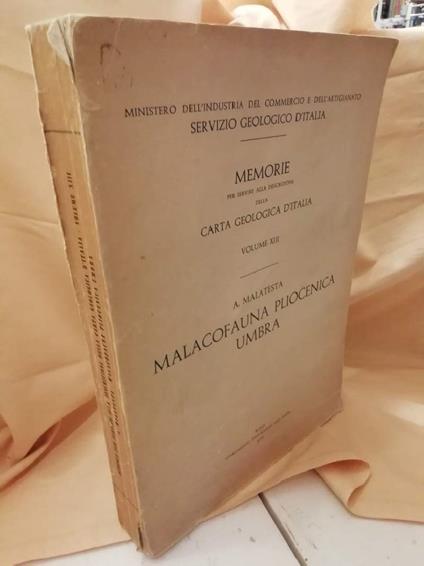 MINISTERO DELL'INDUSTRIA DEL COMMERCIO E DELL'ARTIGIANATO
SERVIZIO GEOLOGICO D'ITALIA
MEMORIE
PER SERVIRE ALLA DESCRIZIONE
DELLA
CARTA GEOLOGICA D'ITALIA
VOLUME XIII
A. MALATESTA
MALACOFAUNA PLIOCENICA
UMBRA
ROMA